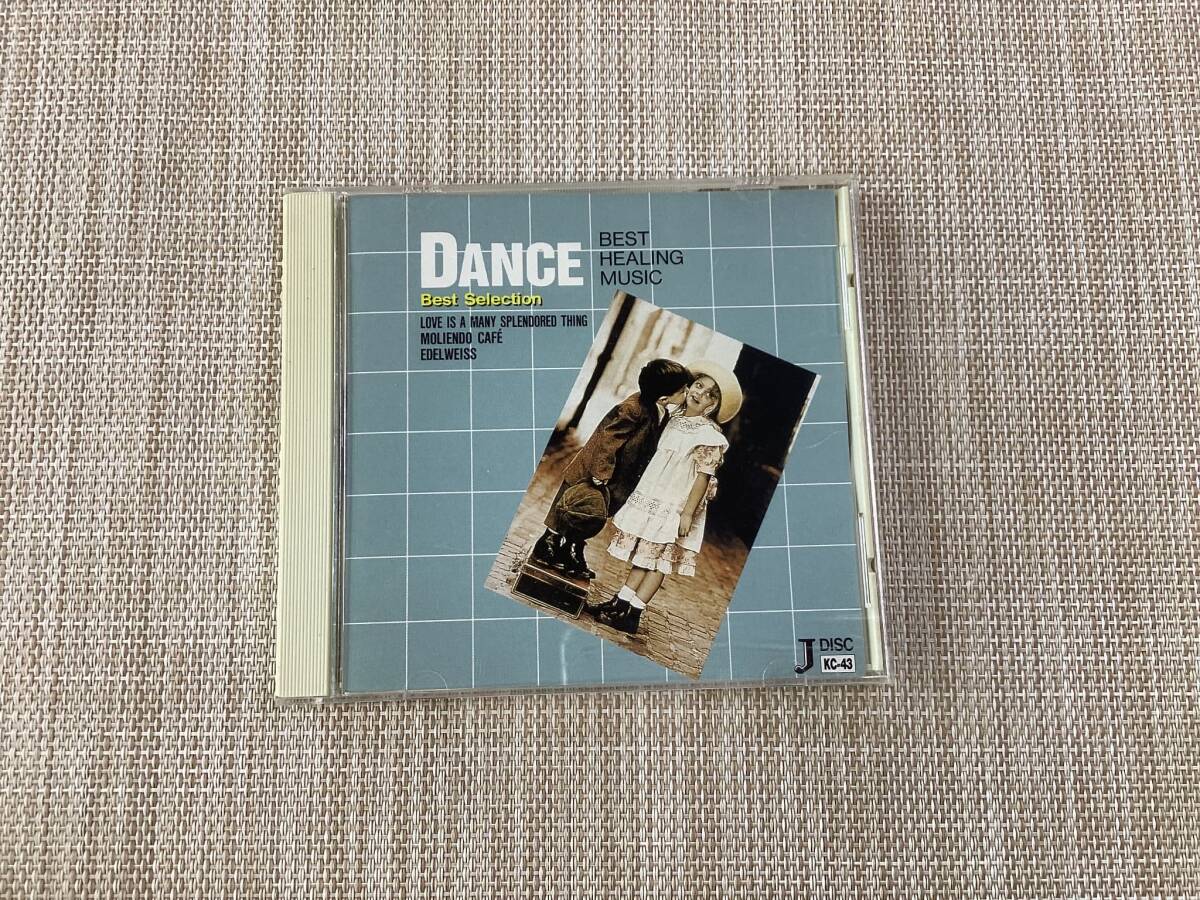 DANCE
BEST
HEALING
MUSIC
Best Selection
LOVE IS A MANY SPLENDORED THING
MOLIENDO CAFÉ
EDELWEISS
J DISC
KC-43